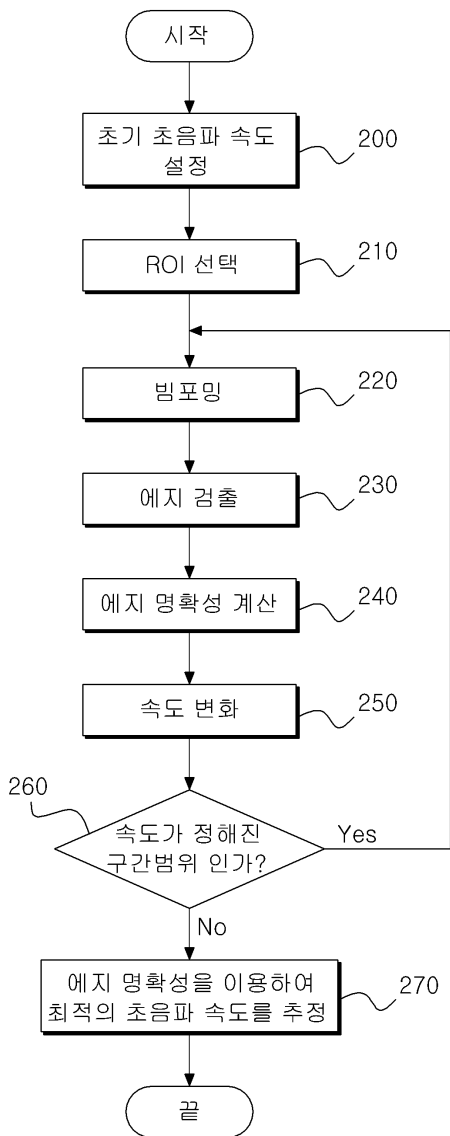 시작
초기 초음파 속도
설정
200
ROI 선택
210
빔포밍
220
에지 검출
230
에지 명확성 계산
240
속도 변화
250
260
속도가 정해진
구간범위 인가?
Yes
No
에지 명확성을 이용하여
최적의 초음파 속도를 추정
270
끝